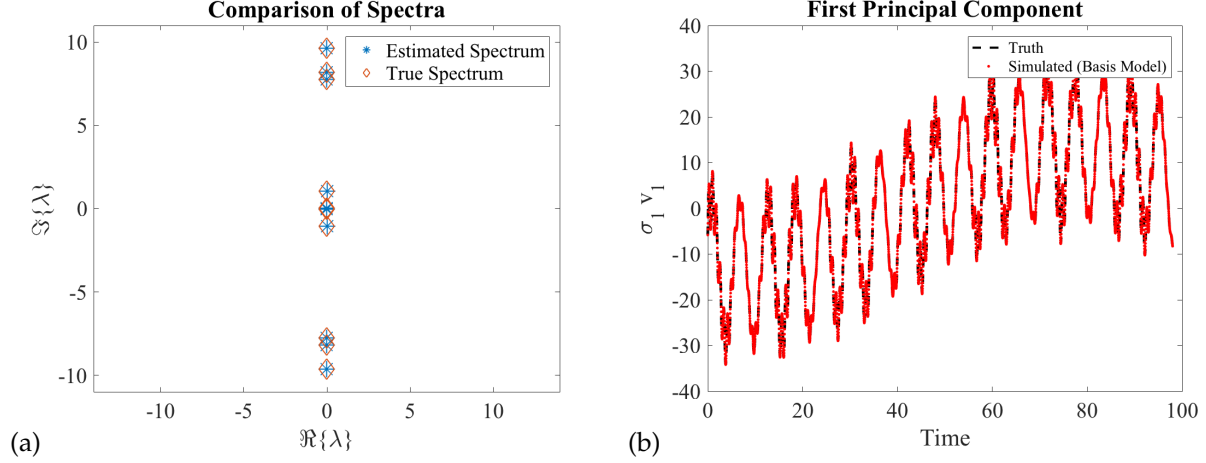 Comparison of Spectra
10
5
0
-5
-10
ℑ{λ}
Estimated Spectrum
True Spectrum
-10
-5
0
5
10
ℜ{λ}
(a)
First Principal Component
40
30
20
10
0
-10
-20
-30
-40
σ1 v1
Truth
Simulated (Basis Model)
0
20
40
60
80
100
Time
(b)